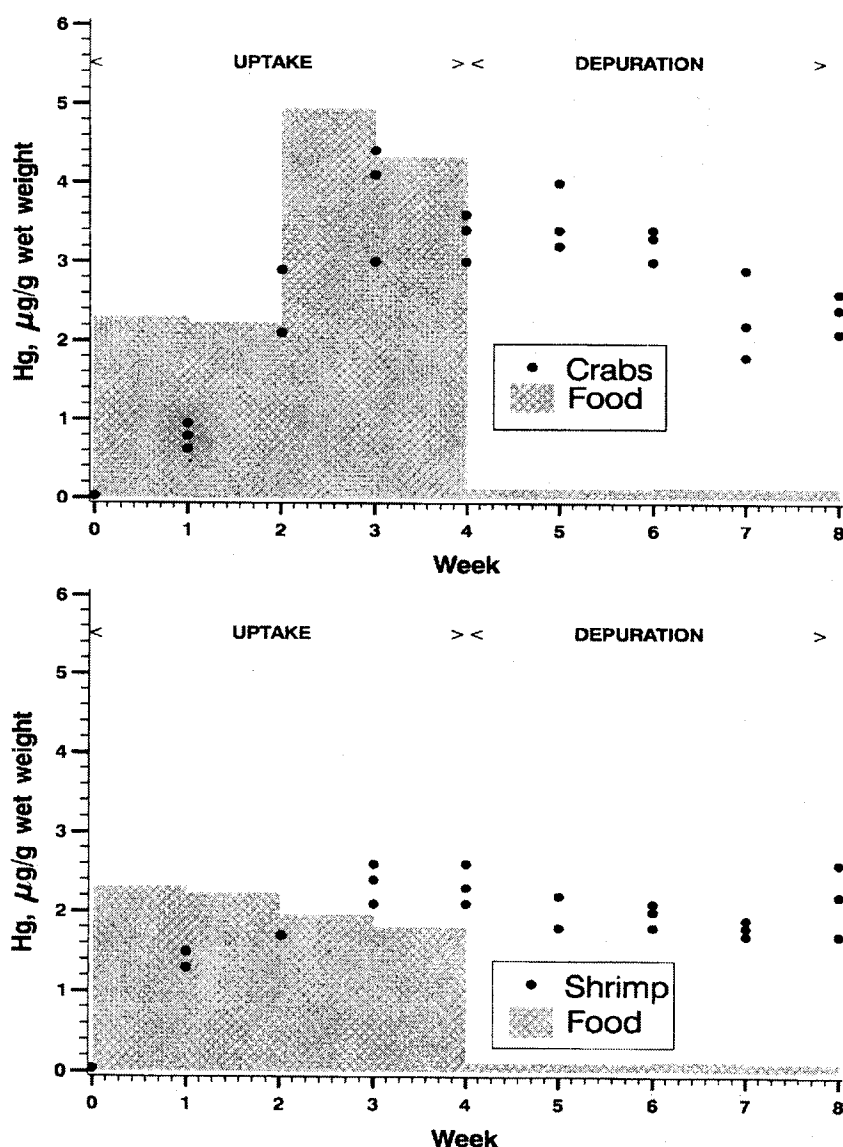 6
< UPTAKE > < DEPURATION >
5
4
3
2
1
0
Hg, µg/g wet weight
Crabs
Food
0 1 2 3 4 5 6 7 8
Week
6
< UPTAKE > < DEPURATION >
5
4
3
2
1
0
Hg, µg/g wet weight
Shrimp
Food
0 1 2 3 4 5 6 7 8
Week